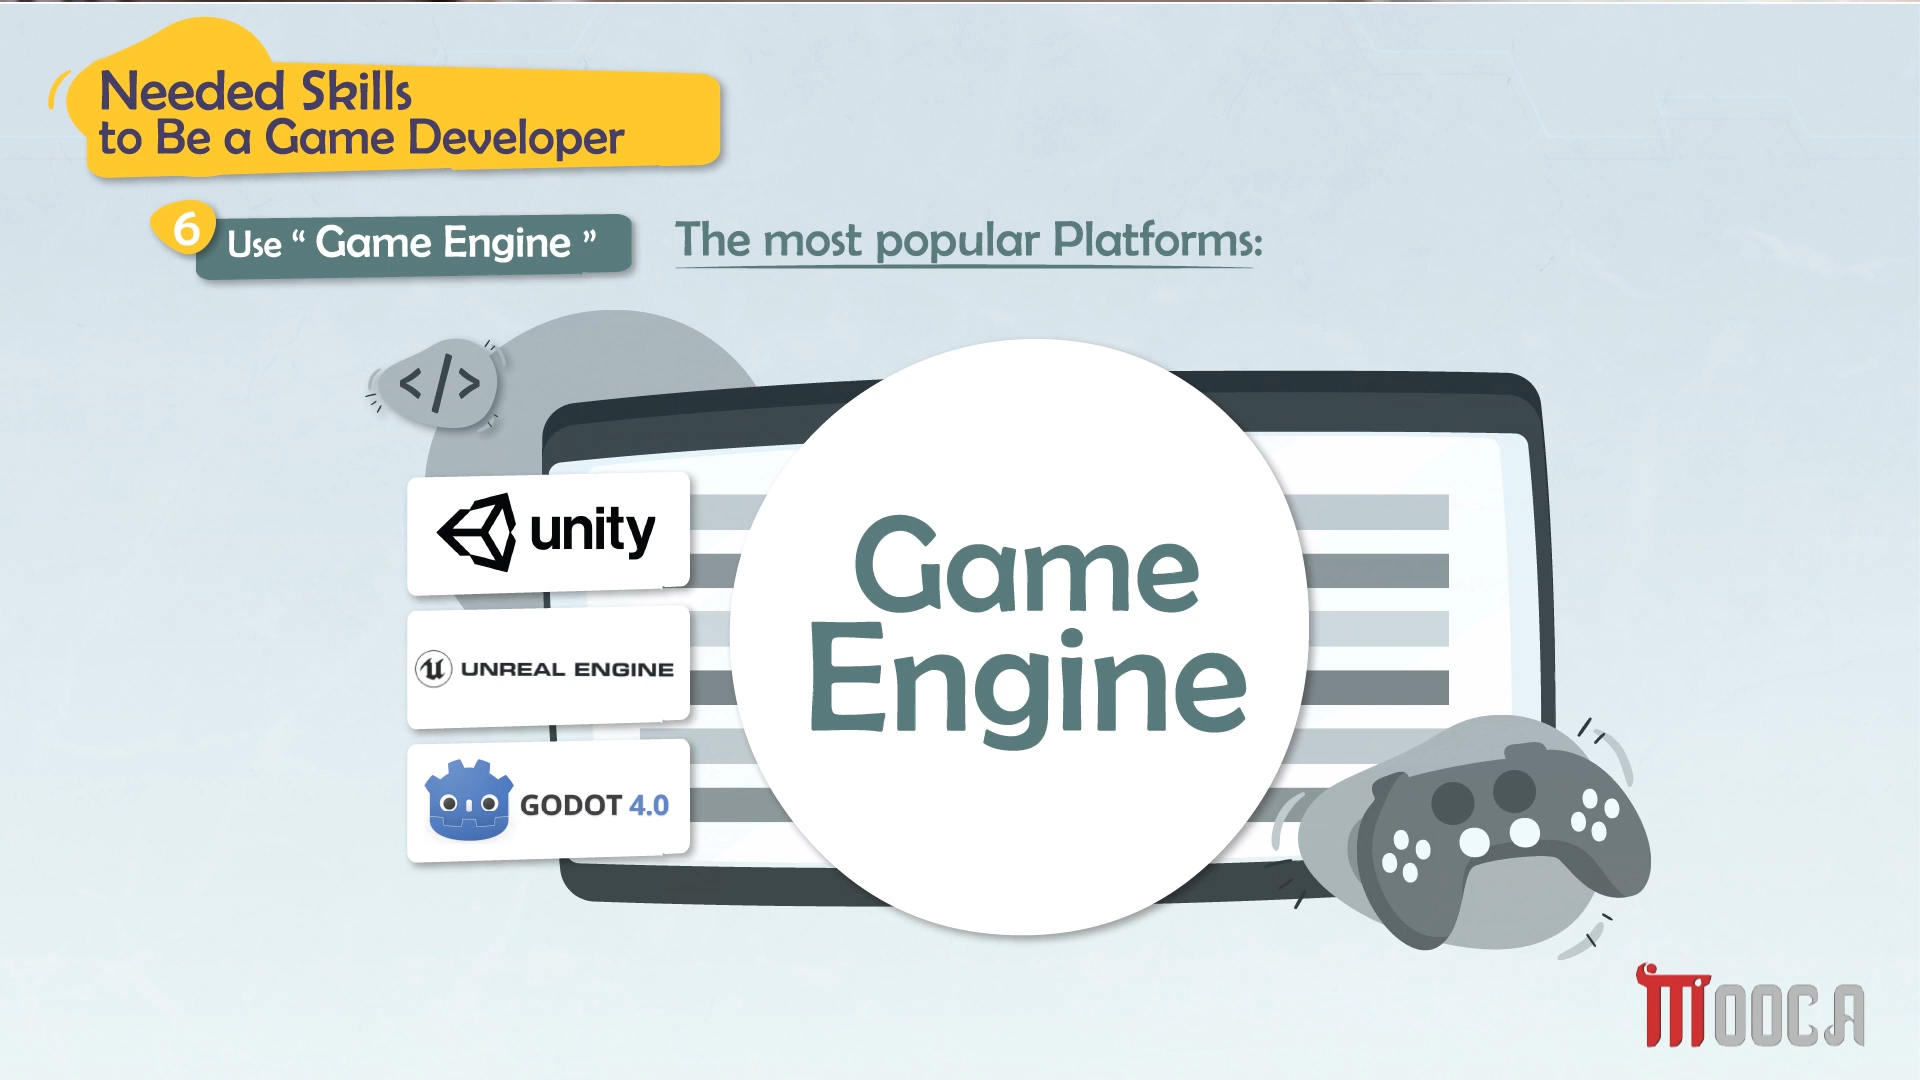 Needed Skills
to Be a Game Developer
6
Use “ Game Engine ”
The most popular Platforms:
</>
unity
UNREAL ENGINE
GODOT 4.0
Game
Engine
MOOCA